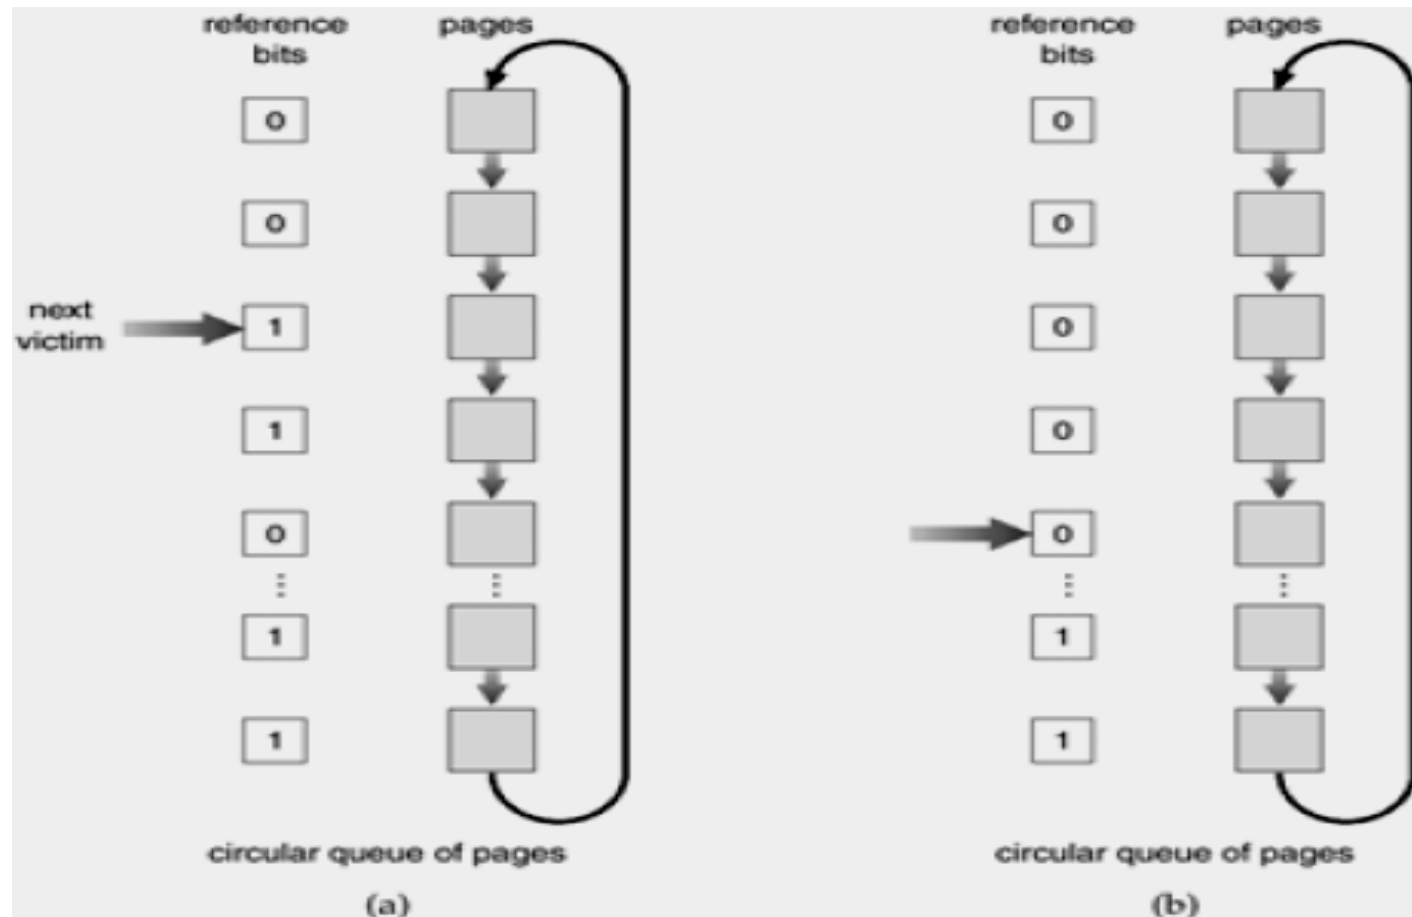 reference pages reference pages
bits bits
0 0
0 0
next
victim
1 0
1 0
0 0
... ... ... ...
1 1
1 1
circular queue of pages circular queue of pages
(a) (b)